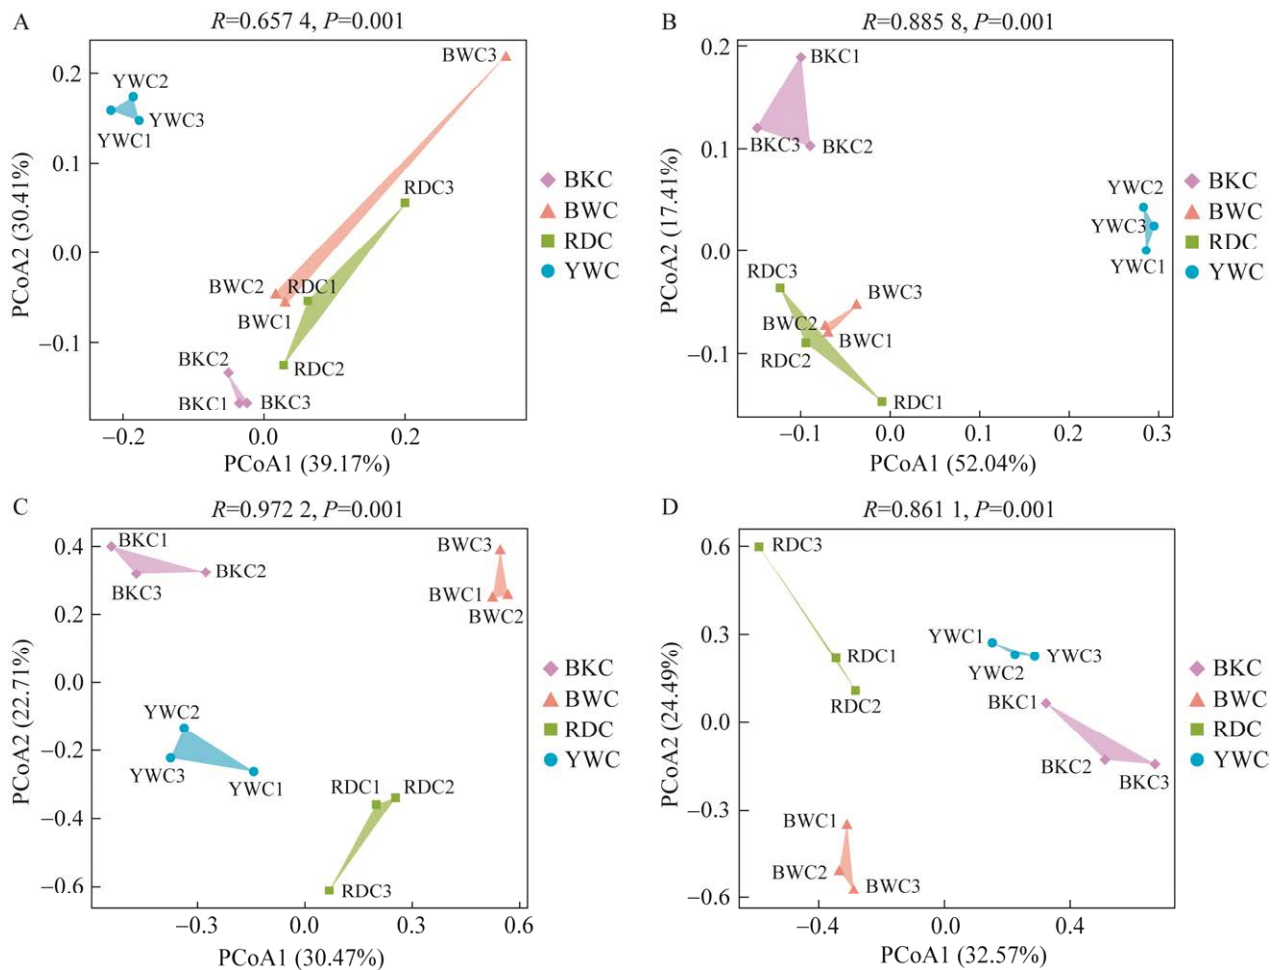 A
R=0.657 4, P=0.001
BWC3
YWC2
YWC3
YWC1
RDC3
BWC2
RDC1
BWC1
RDC2
BKC2
BKC1
BKC3
0.2
0.1
0.0
−0.1
−0.2
0.0
0.2
PCoA2 (30.41%)
PCoA1 (39.17%)
BKC
BWC
RDC
YWC
B
R=0.885 8, P=0.001
BKC1
BKC3
BKC2
YWC2
YWC3
YWC1
RDC3
BWC3
BWC2
BWC1
RDC2
RDC1
0.2
0.1
0.0
−0.1
−0.1
0.0
0.1
0.2
0.3
PCoA2 (17.41%)
PCoA1 (52.04%)
BKC
BWC
RDC
YWC
C
R=0.972 2, P=0.001
BKC1
BKC2
BKC3
BWC3
BWC1
BWC2
YWC2
YWC3
YWC1
RDC1
RDC2
RDC3
0.4
0.2
0.0
−0.2
−0.4
−0.6
−0.3
0.0
0.3
0.6
PCoA2 (22.71%)
PCoA1 (30.47%)
BKC
BWC
RDC
YWC
D
R=0.861 1, P=0.001
RDC3
RDC1
RDC2
YWC1
YWC2
YWC3
BKC1
BKC2
BKC3
BWC1
BWC2
BWC3
0.6
0.3
0.0
−0.3
−0.6
−0.4
0.0
0.4
PCoA2 (24.49%)
PCoA1 (32.57%)
BKC
BWC
RDC
YWC